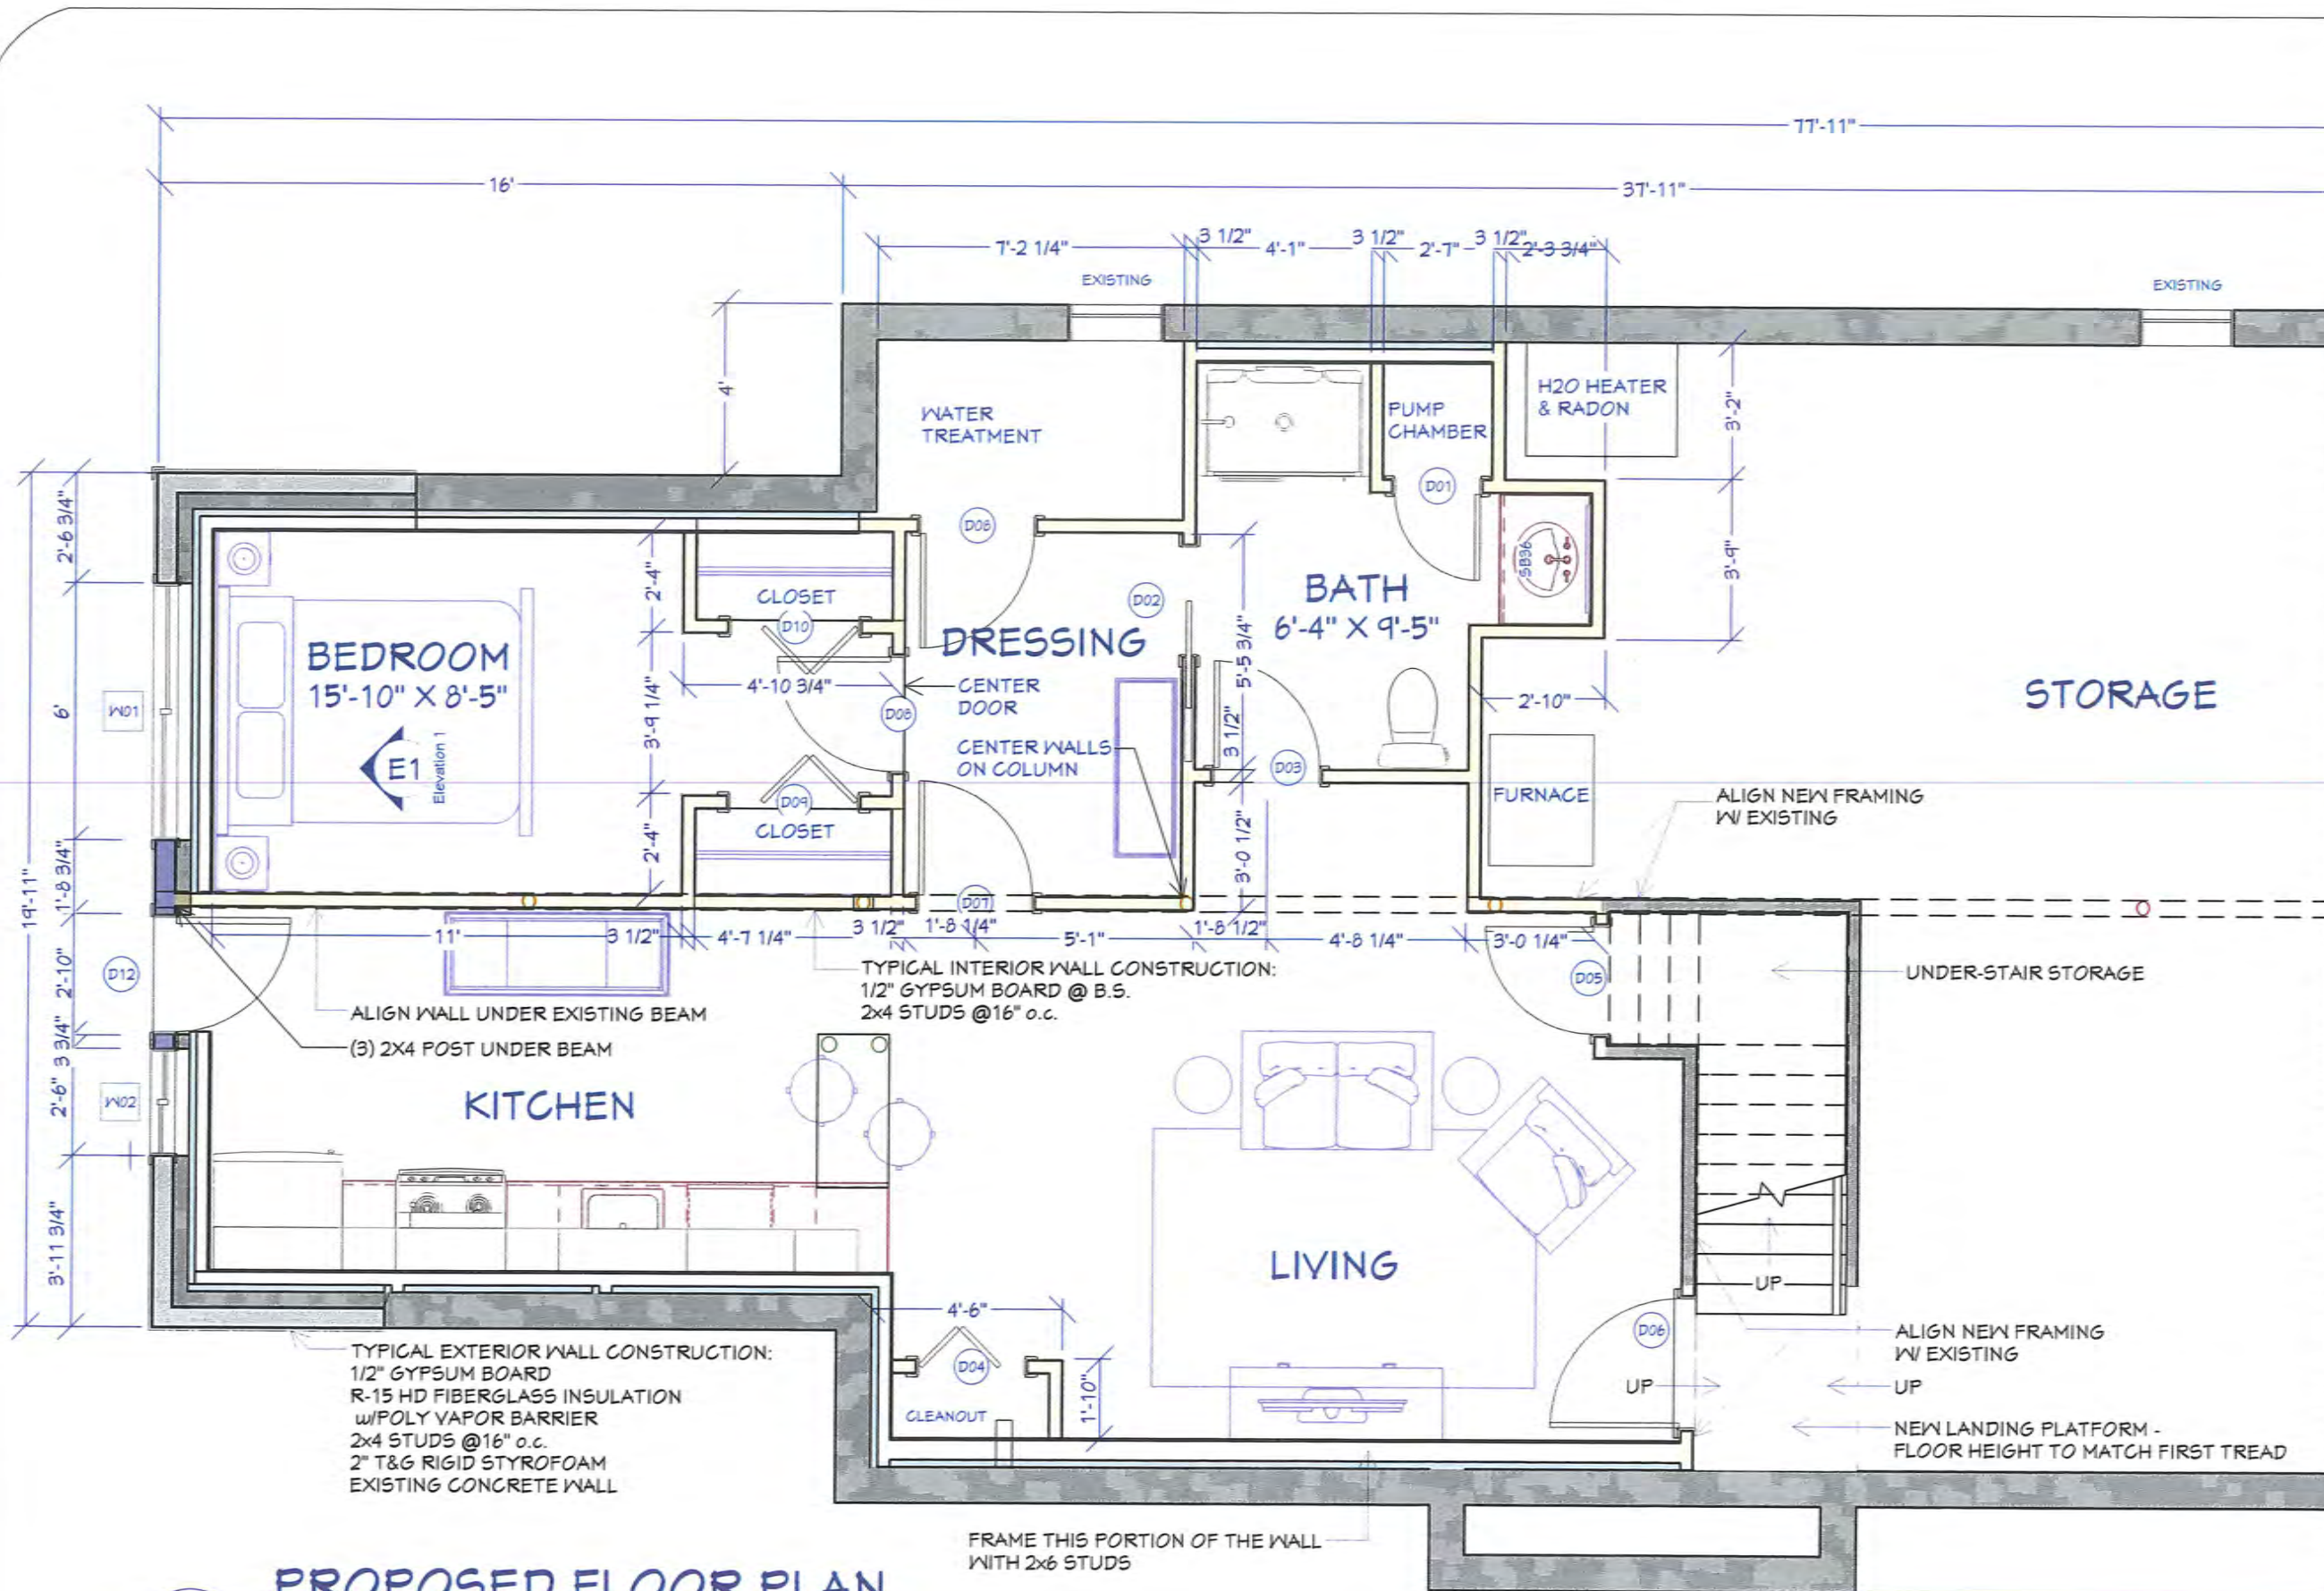 77'-11"
16'
37'-11"
7'-2 1/4"
3 1/2"
4'-1"
3 1/2"
2'-7"
3 1/2"
2'-3 3/4"
EXISTING
EXISTING
4'
WATER
TREATMENT
PUMP
CHAMBER
H2O HEATER
& RADON
3'-2"
D01
D08
2'-6 3/4"
2'-4"
CLOSET
D10
D02
BATH
6'-4" X 9'-5"
SB36
3'-9"
DRESSING
BEDROOM
15'-10" X 8'-5"
5'-5 3/4"
4'-10 3/4"
CENTER
DOOR
D08
2'-10"
STORAGE
6'
W01
3'-9 1/4"
E1
Elevation 1
CENTER WALLS
ON COLUMN
3 1/2"
D03
D09
CLOSET
2'-4"
FURNACE
ALIGN NEW FRAMING
W/ EXISTING
3'-0 1/2"
19'-11"
1'-8 3/4"
D07
11'
3 1/2"
4'-7 1/4"
3 1/2"
1'-8 1/4"
5'-1"
1'-8 1/2"
4'-8 1/4"
3'-0 1/4"
2'-10"
D12
TYPICAL INTERIOR WALL CONSTRUCTION:
1/2" GYPSUM BOARD @ B.S.
2x4 STUDS @16" o.c.
D05
UNDER-STAIR STORAGE
ALIGN WALL UNDER EXISTING BEAM
(3) 2X4 POST UNDER BEAM
3 3/4"
2'-6"
W02
KITCHEN
3'-11 3/4"
LIVING
UP
4'-6"
D04
D06
1'-10"
CLEANOUT
ALIGN NEW FRAMING
W/ EXISTING
UP
UP
NEW LANDING PLATFORM -
FLOOR HEIGHT TO MATCH FIRST TREAD
TYPICAL EXTERIOR WALL CONSTRUCTION:
1/2" GYPSUM BOARD
R-15 HD FIBERGLASS INSULATION
w/POLY VAPOR BARRIER
2x4 STUDS @16" o.c.
2" T&G RIGID STYROFOAM
EXISTING CONCRETE WALL
FRAME THIS PORTION OF THE WALL
WITH 2x6 STUDS
PROPOSED FLOOR PLAN